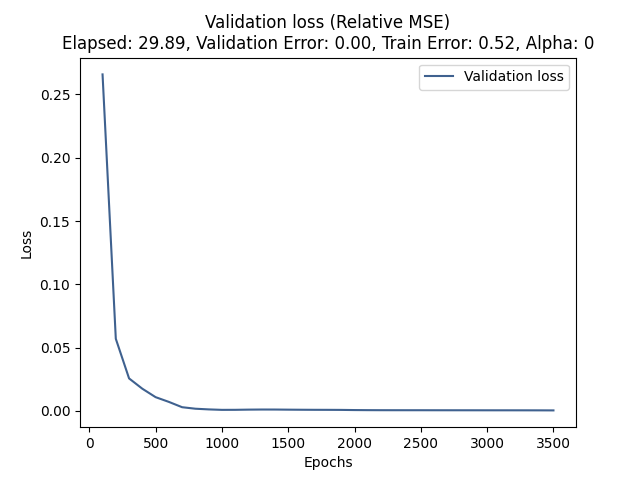 Validation loss (Relative MSE)
Elapsed: 29.89, Validation Error: 0.00, Train Error: 0.52, Alpha: 0
Validation loss
0.25
0.20
0.15
0.10
0.05
0.00
Loss
0 500 1000 1500 2000 2500 3000 3500
Epochs